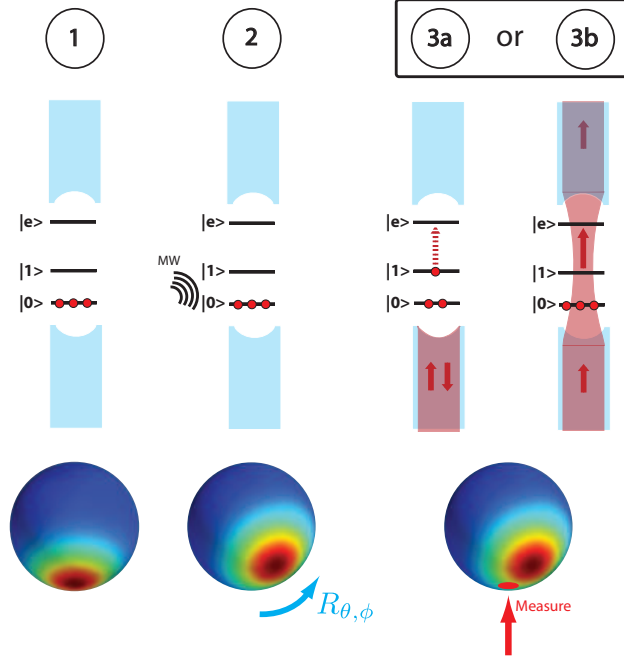 1 2 3a or 3b
|e> |e> |e> |e>
MW
|1> |1> |1> |1>
|0> |0> |0> |0>
R_{θ,ϕ}
Measure